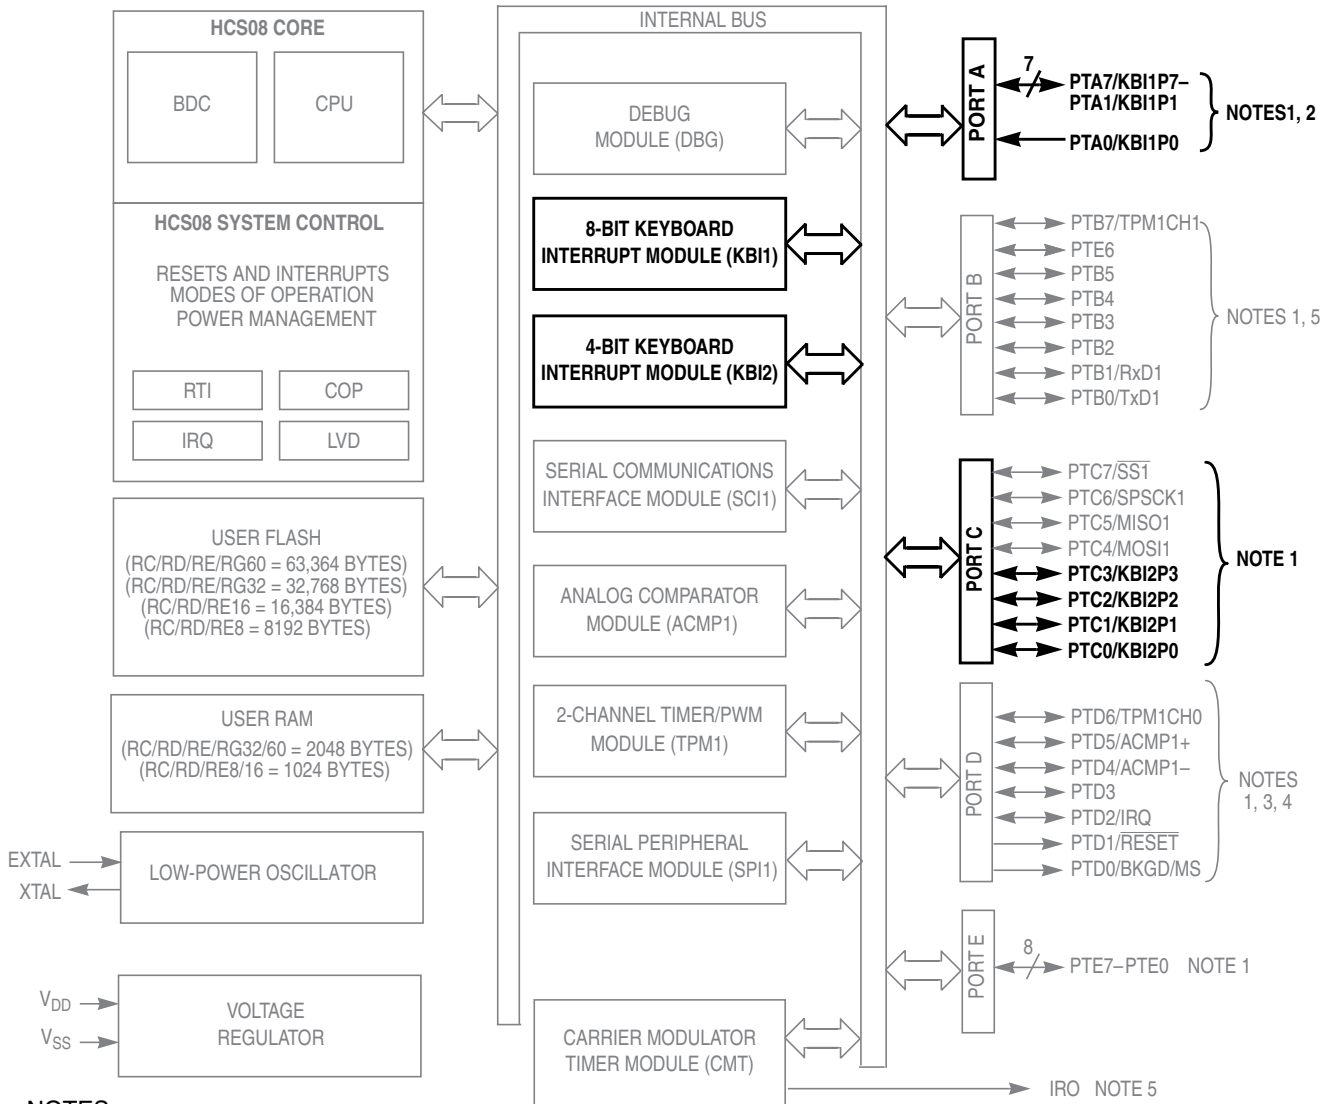 HCS08 CORE
BDC
CPU
HCS08 SYSTEM CONTROL
RESETS AND INTERRUPTS
MODES OF OPERATION
POWER MANAGEMENT
RTI
COP
IRQ
LVD
USER FLASH
(RC/RD/RE/RG60 = 63,364 BYTES)
(RC/RD/RE/RG32 = 32,768 BYTES)
(RC/RD/RE16 = 16,384 BYTES)
(RC/RD/RE8 = 8192 BYTES)
USER RAM
(RC/RD/RE/RG32/60 = 2048 BYTES)
(RC/RD/RE8/16 = 1024 BYTES)
EXTAL
XTAL
LOW-POWER OSCILLATOR
VDD
VSS
VOLTAGE
REGULATOR
INTERNAL BUS
DEBUG
MODULE (DBG)
8-BIT KEYBOARD
INTERRUPT MODULE (KBI1)
4-BIT KEYBOARD
INTERRUPT MODULE (KBI2)
SERIAL COMMUNICATIONS
INTERFACE MODULE (SCI1)
ANALOG COMPARATOR
MODULE (ACMP1)
2-CHANNEL TIMER/PWM
MODULE (TPM1)
SERIAL PERIPHERAL
INTERFACE MODULE (SPI1)
CARRIER MODULATOR
TIMER MODULE (CMT)
PORT A
7
PTA7/KBI1P7–
PTA1/KBI1P1
PTA0/KBI1P0
NOTES1, 2
PORT B
PTB7/TPM1CH1
PTE6
PTB5
PTB4
PTB3
PTB2
PTB1/RxD1
PTB0/TxD1
NOTES 1, 5
PORT C
PTC7/SS1
PTC6/SPSCK1
PTC5/MISO1
PTC4/MOSI1
PTC3/KBI2P3
PTC2/KBI2P2
PTC1/KBI2P1
PTC0/KBI2P0
NOTE 1
PORT D
PTD6/TPM1CH0
PTD5/ACMP1+
PTD4/ACMP1–
PTD3
PTD2/IRQ
PTD1/RESET
PTD0/BKGD/MS
NOTES
1, 3, 4
PORT E
8
PTE7–PTE0 NOTE 1
IRO NOTE 5